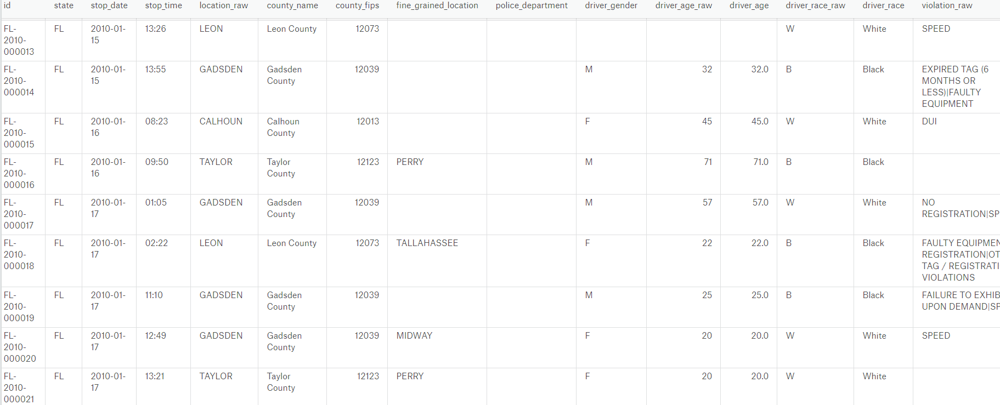 id state stop_date stop_time location_raw county_name county_fips fine_grained_location police_department driver_gender driver_age_raw driver_age driver_race_raw driver_race violation_raw
FL- FL 2010-01- 13:26 LEON Leon County 12073 W White SPEED
2010- 15
000013
FL- FL 2010-01- 13:55 GADSDEN Gadsden 12039 M 32 32.0 B Black EXPIRED TAG (6
2010- 15 County MONTHS OR
000014 LESS)|FAULTY
EQUIPMENT
FL- FL 2010-01- 08:23 CALHOUN Calhoun 12013 F 45 45.0 W White DUI
2010- 16 County
000015
FL- FL 2010-01- 09:50 TAYLOR Taylor 12123 PERRY M 71 71.0 B Black
2010- 16 County
000016
FL- FL 2010-01- 01:05 GADSDEN Gadsden 12039 M 57 57.0 W White NO
2010- 17 County REGISTRATION|SP
000017
FL- FL 2010-01- 02:22 LEON Leon County 12073 TALLAHASSEE F 22 22.0 B Black FAULTY EQUIPMEN
2010- 17 REGISTRATION|OT
000018 TAG / REGISTRATI
VIOLATIONS
FL- FL 2010-01- 11:10 GADSDEN Gadsden 12039 M 25 25.0 B Black FAILURE TO EXHIB
2010- 17 County UPON DEMAND|SP
000019
FL- FL 2010-01- 12:49 GADSDEN Gadsden 12039 MIDWAY F 20 20.0 W White SPEED
2010- 17 County
000020
FL- FL 2010-01- 13:21 TAYLOR Taylor 12123 PERRY F 20 20.0 W White
2010- 17 County
000021